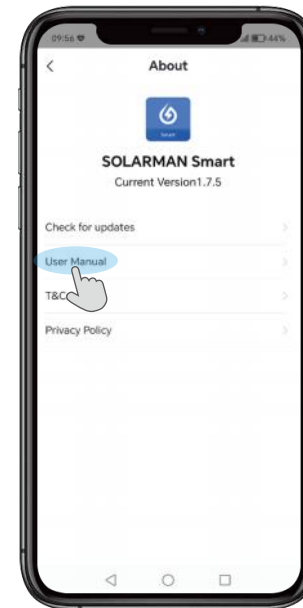 09:56 44%
About
Smart
SOLARMAN Smart
Current Version1.7.5
Check for updates
User Manual
T&C
Privacy Policy